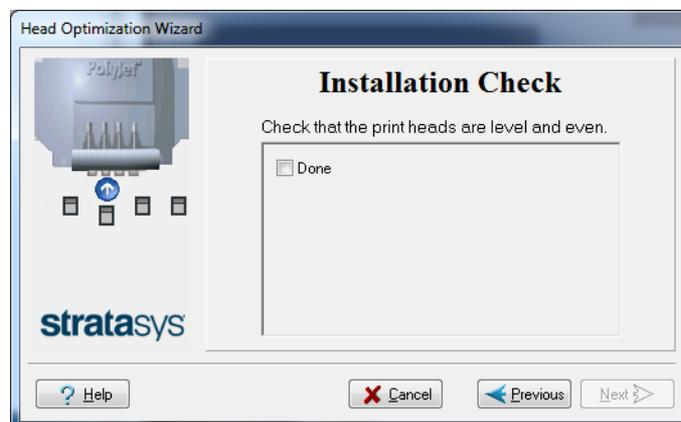 Head Optimization Wizard
PolyJet
Installation Check
Check that the print heads are level and even.
Done
stratasys
? Help
Cancel
Previous
Next